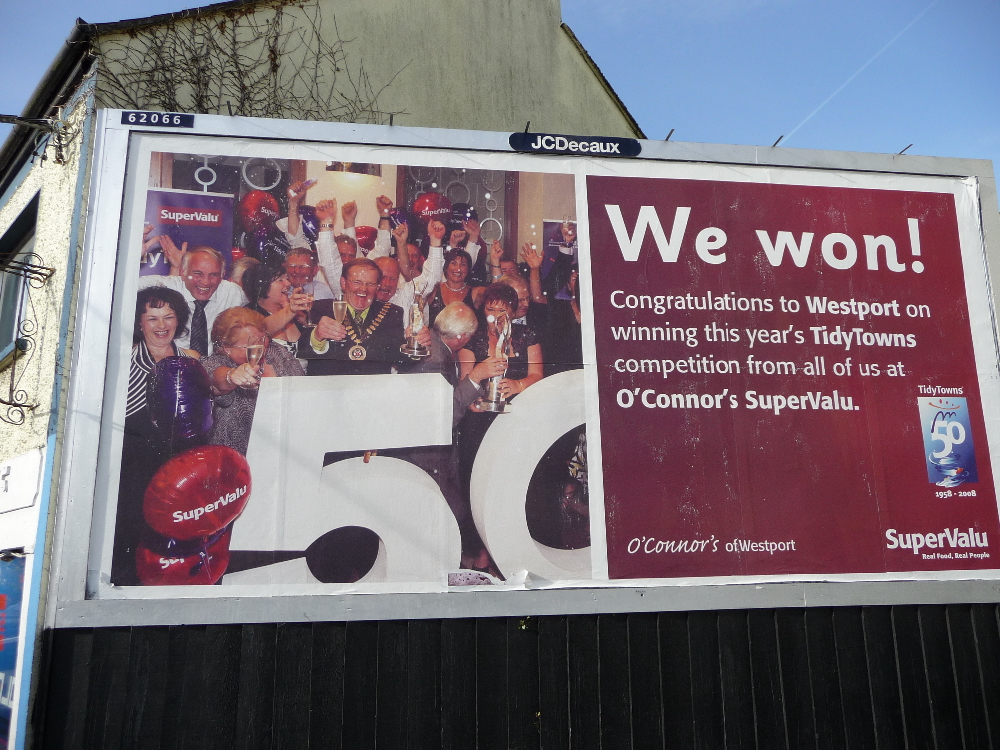 62066
JCDecaux
SuperValu
SuperValu
50
SuperValu
We won!
Congratulations to Westport on
winning this year's TidyTowns
competition from all of us at
O'Connor's SuperValu.
TidyTowns
50
1958 - 2008
O'Connor's of Westport
SuperValu
Real Food, Real People